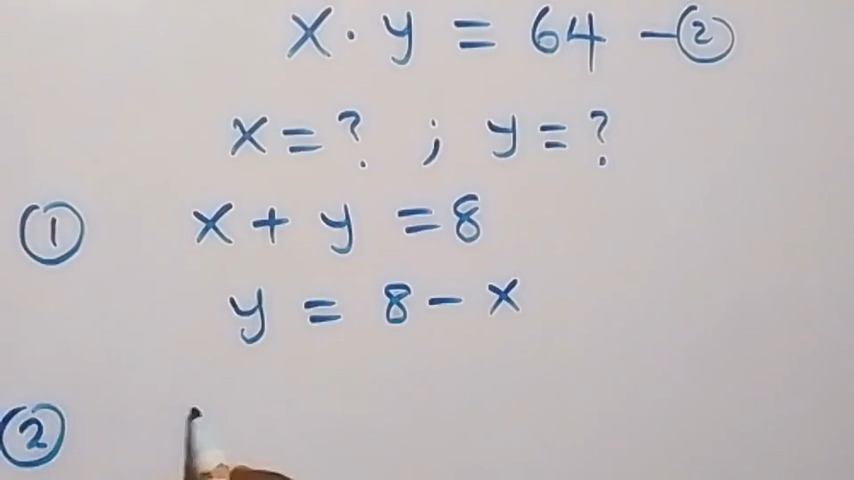 x · y = 64 —②
x = ? ; y = ?
① x + y = 8
y = 8 - x
②